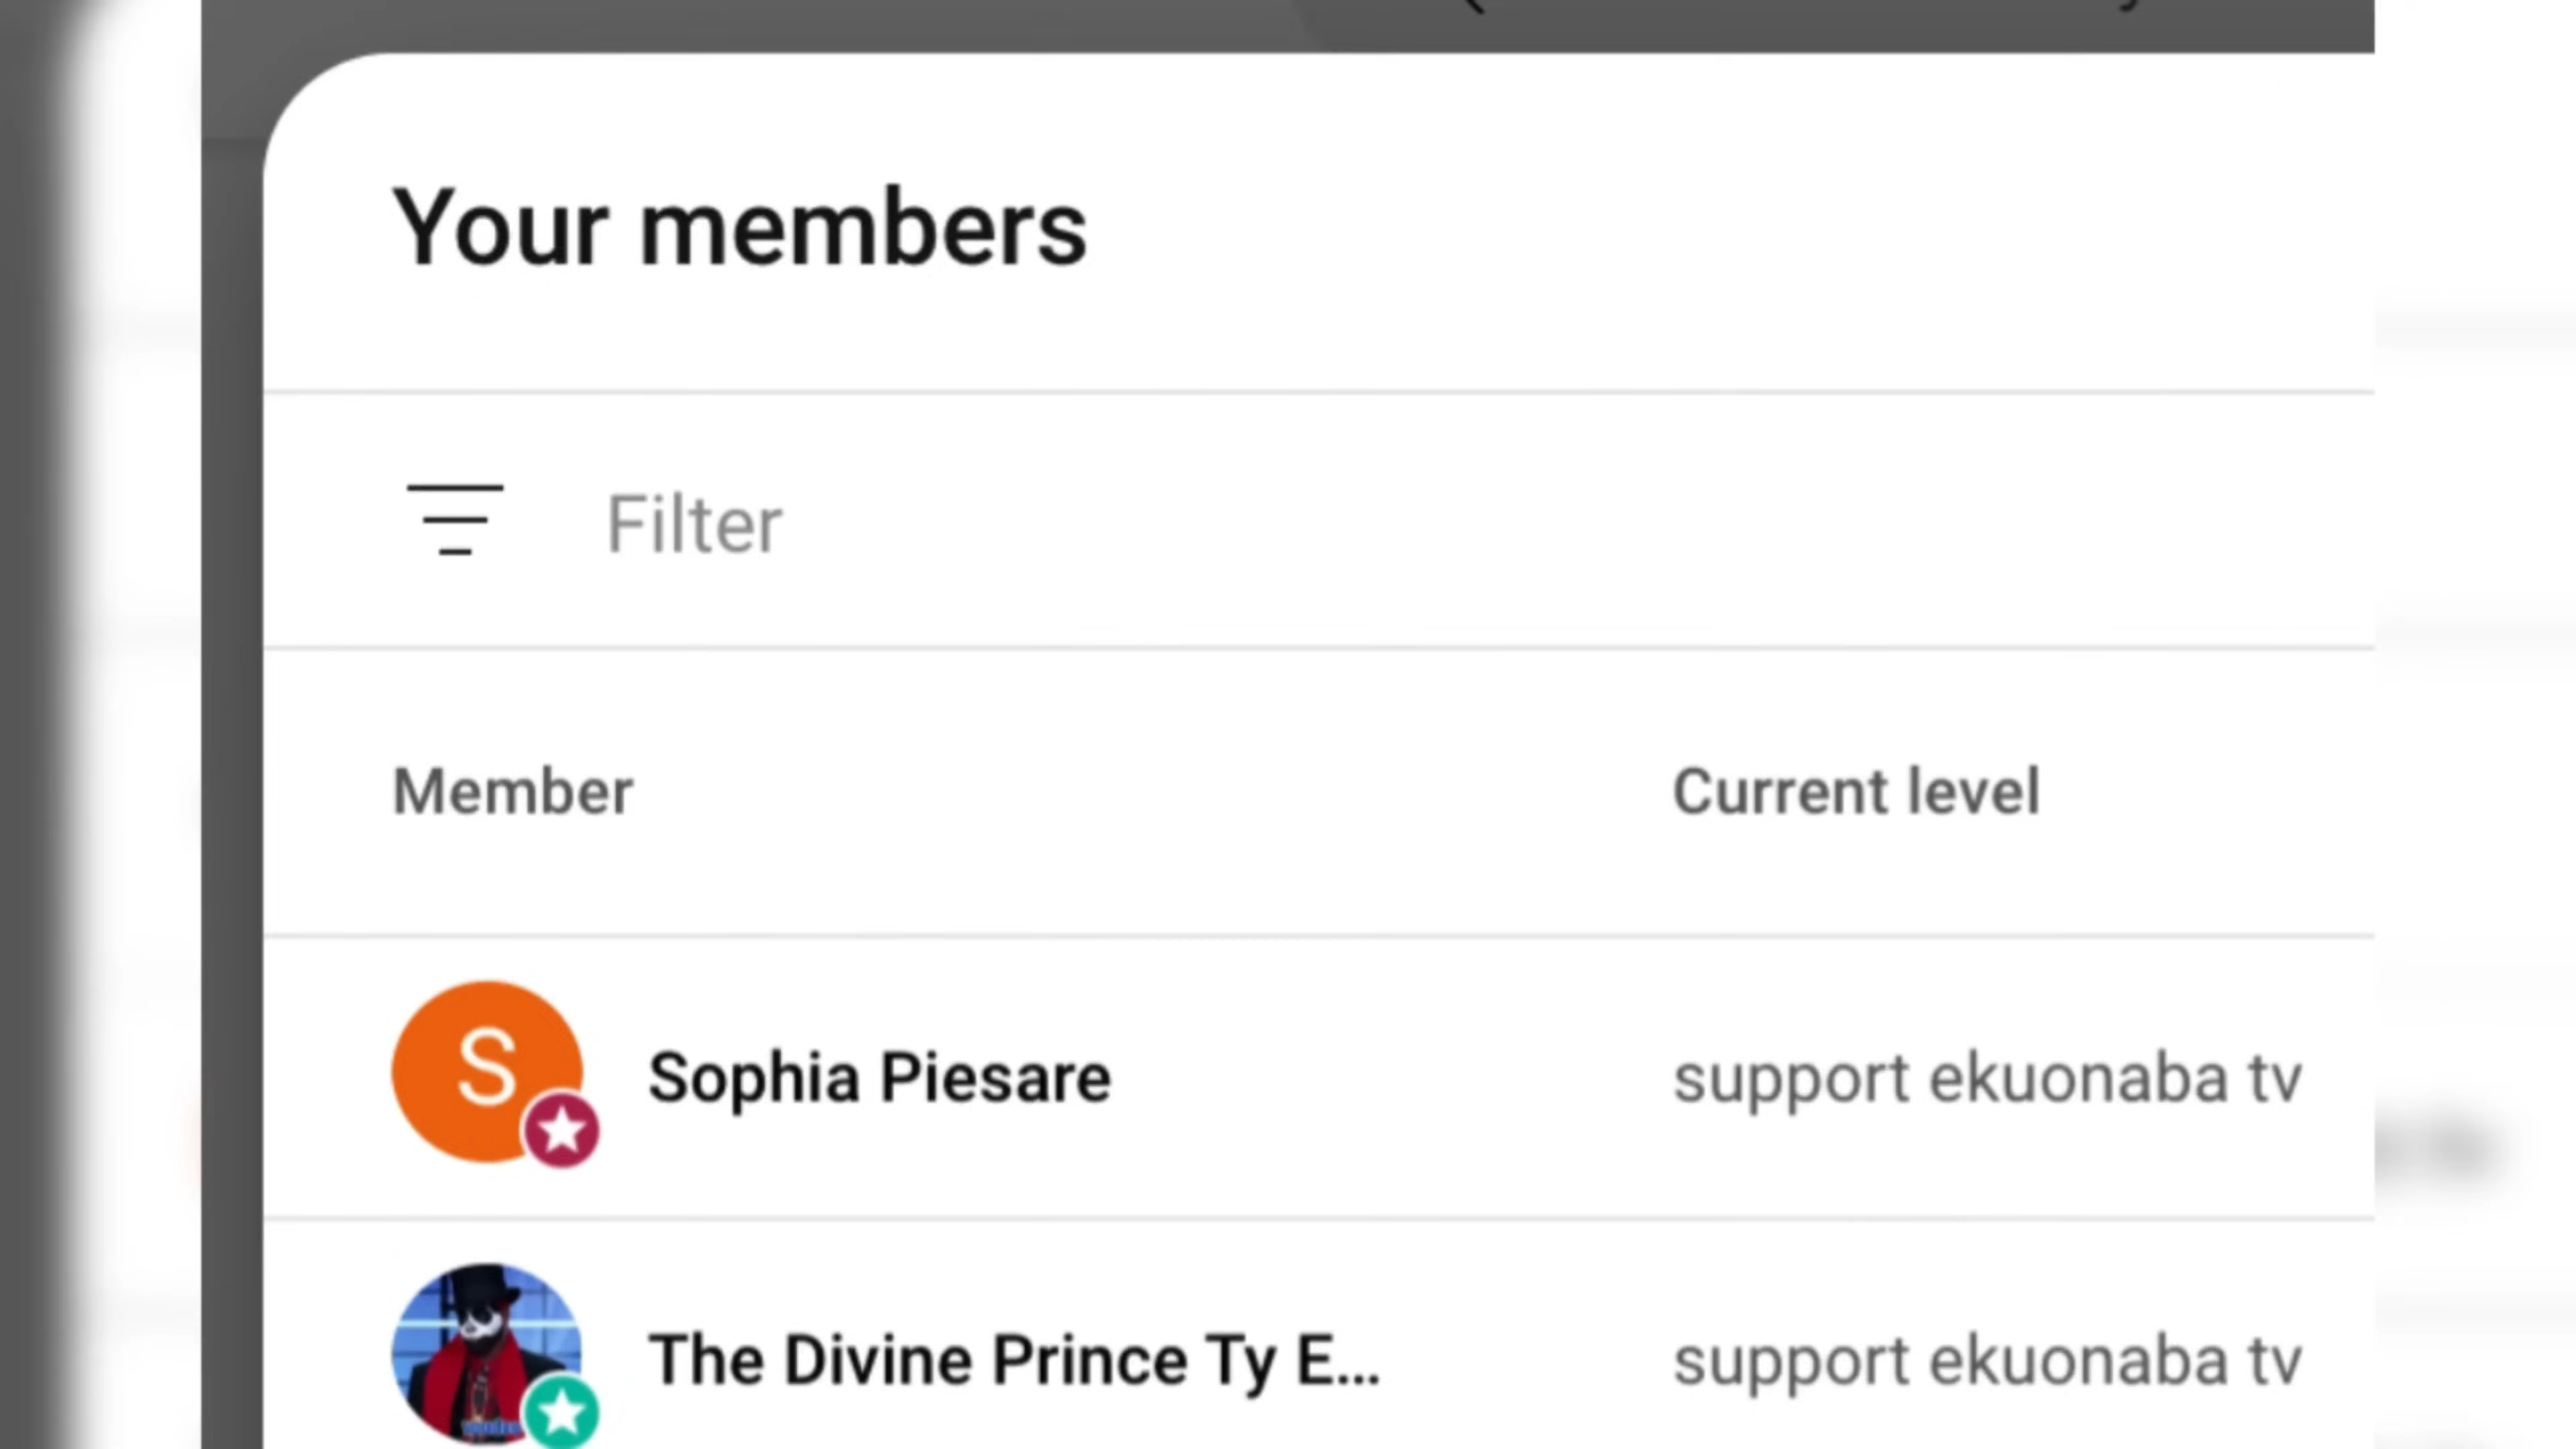 Your members
Filter
Member Current level
S Sophia Piesare support ekuonaba tv
The Divine Prince Ty E... support ekuonaba tv